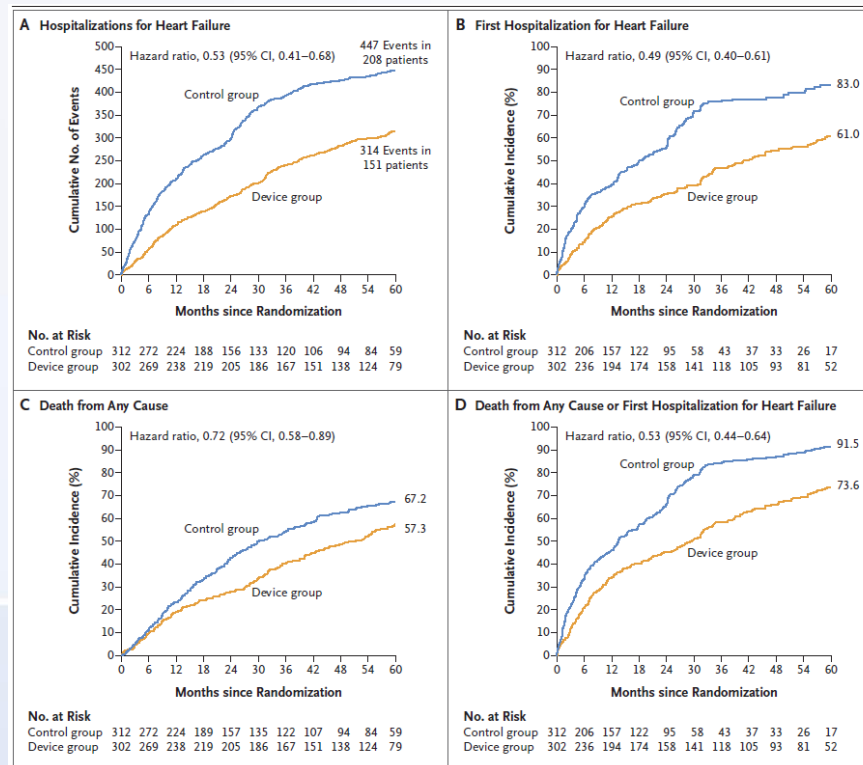 A Hospitalizations for Heart Failure
Hazard ratio, 0.53 (95% CI, 0.41–0.68)
447 Events in
208 patients
Control group
314 Events in
151 patients
Device group
Cumulative No. of Events
500
450
400
350
300
250
200
150
100
50
0
0 6 12 18 24 30 36 42 48 54 60
Months since Randomization
No. at Risk
Control group 312 272 224 188 156 133 120 106 94 84 59
Device group 302 269 238 219 205 186 167 151 138 124 79
B First Hospitalization for Heart Failure
Hazard ratio, 0.49 (95% CI, 0.40–0.61)
83.0
Control group
61.0
Device group
Cumulative Incidence (%)
100
90
80
70
60
50
40
30
20
10
0
0 6 12 18 24 30 36 42 48 54 60
Months since Randomization
No. at Risk
Control group 312 206 157 122 95 58 43 37 33 26 17
Device group 302 236 194 174 158 141 118 105 93 81 52
C Death from Any Cause
Hazard ratio, 0.72 (95% CI, 0.58–0.89)
67.2
Control group
57.3
Device group
Cumulative Incidence (%)
100
90
80
70
60
50
40
30
20
10
0
0 6 12 18 24 30 36 42 48 54 60
Months since Randomization
No. at Risk
Control group 312 272 224 189 157 135 122 107 94 84 59
Device group 302 269 238 219 205 186 167 151 138 124 79
D Death from Any Cause or First Hospitalization for Heart Failure
Hazard ratio, 0.53 (95% CI, 0.44–0.64)
91.5
Control group
73.6
Device group
Cumulative Incidence (%)
100
90
80
70
60
50
40
30
20
10
0
0 6 12 18 24 30 36 42 48 54 60
Months since Randomization
No. at Risk
Control group 312 206 157 122 95 58 43 37 33 26 17
Device group 302 236 194 174 158 141 118 105 93 81 52